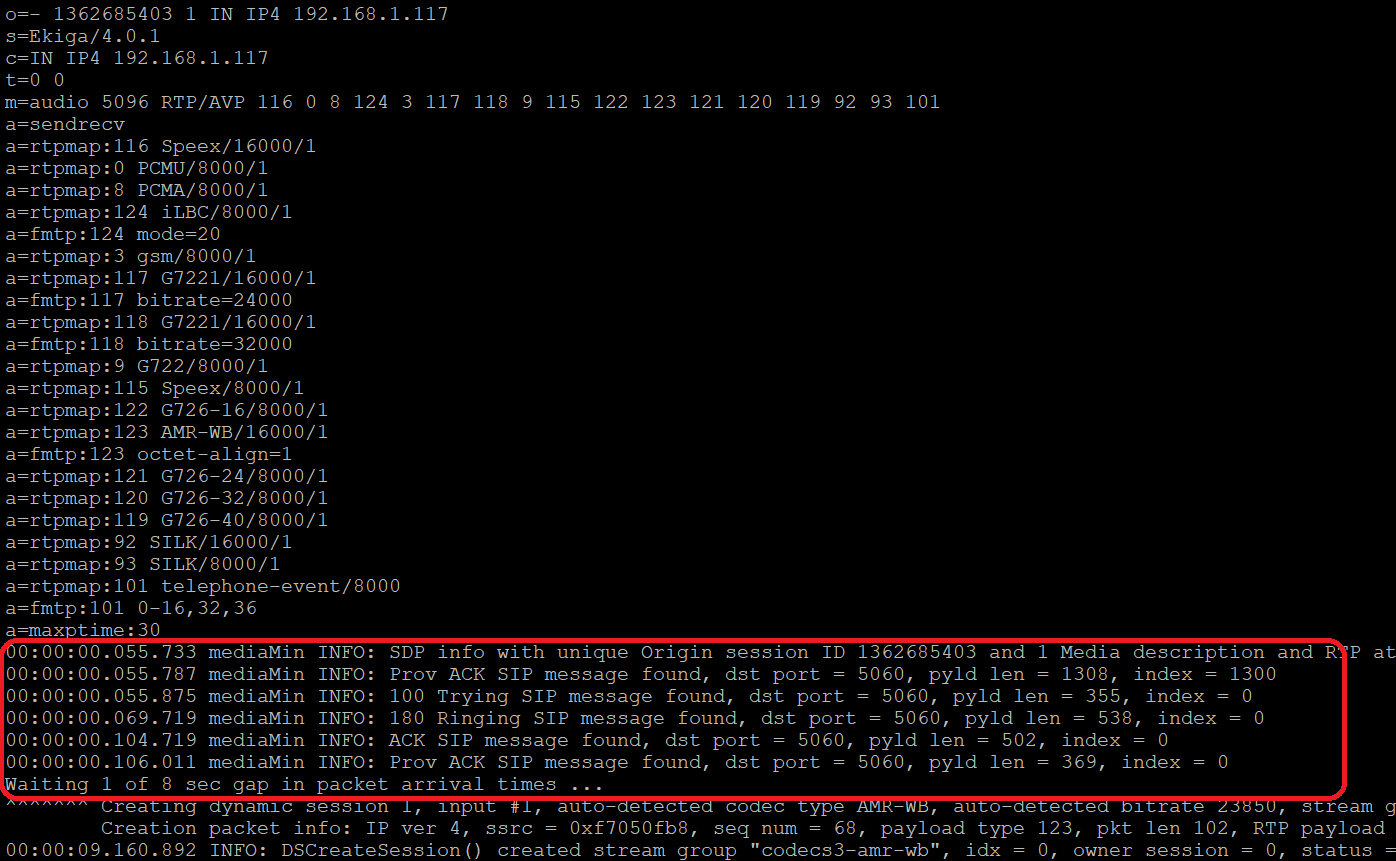 o=- 1362685403 1 IN IP4 192.168.1.117
s=Ekiga/4.0.1
c=IN IP4 192.168.1.117
t=0 0
m=audio 5096 RTP/AVP 116 0 8 124 3 117 118 9 115 122 123 121 120 119 92 93 101
a=sendrecv
a=rtpmap:116 Speex/16000/1
a=rtpmap:0 PCMU/8000/1
a=rtpmap:8 PCMA/8000/1
a=rtpmap:124 iLBC/8000/1
a=fmtp:124 mode=20
a=rtpmap:3 gsm/8000/1
a=rtpmap:117 G7221/16000/1
a=fmtp:117 bitrate=24000
a=rtpmap:118 G7221/16000/1
a=fmtp:118 bitrate=32000
a=rtpmap:9 G722/8000/1
a=rtpmap:115 Speex/8000/1
a=rtpmap:122 G726-16/8000/1
a=rtpmap:123 AMR-WB/16000/1
a=fmtp:123 octet-align=1
a=rtpmap:121 G726-24/8000/1
a=rtpmap:120 G726-32/8000/1
a=rtpmap:119 G726-40/8000/1
a=rtpmap:92 SILK/16000/1
a=rtpmap:93 SILK/8000/1
a=rtpmap:101 telephone-event/8000
a=fmtp:101 0-16,32,36
a=maxptime:30
00:00:00.055.733 mediaMin INFO: SDP info with unique Origin session ID 1362685403 and 1 Media description and RTP at
00:00:00.055.787 mediaMin INFO: Prov ACK SIP message found, dst port = 5060, pyld len = 1308, index = 1300
00:00:00.055.875 mediaMin INFO: 100 Trying SIP message found, dst port = 5060, pyld len = 355, index = 0
00:00:00.069.719 mediaMin INFO: 180 Ringing SIP message found, dst port = 5060, pyld len = 538, index = 0
00:00:00.104.719 mediaMin INFO: ACK SIP message found, dst port = 5060, pyld len = 502, index = 0
00:00:00.106.011 mediaMin INFO: Prov ACK SIP message found, dst port = 5060, pyld len = 369, index = 0
Waiting 1 of 8 sec gap in packet arrival times ...
^^^^^^^ Creating dynamic session 1, input #1, auto-detected codec type AMR-WB, auto-detected bitrate 23850, stream g
Creation packet info: IP ver 4, ssrc = 0xf7050fb8, seq num = 68, payload type 123, pkt len 102, RTP payload
00:00:09.160.892 INFO: DSCreateSession() created stream group "codecs3-amr-wb", idx = 0, owner session = 0, status =